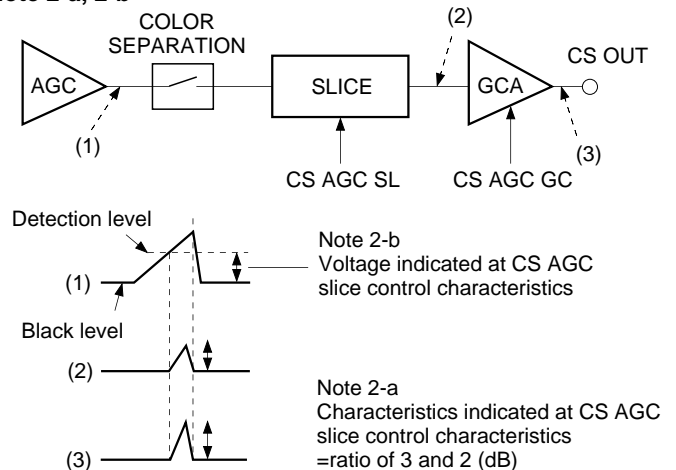 Note 2-a, 2-b
COLOR
SEPARATION
(2)
CS OUT
AGC
SLICE
GCA
(1)
(3)
CS AGC SL
CS AGC GC
Detection level
Note 2-b
Voltage indicated at CS AGC
slice control characteristics
(1)
Black level
(2)
Note 2-a
Characteristics indicated at CS AGC
slice control characteristics
=ratio of 3 and 2 (dB)
(3)